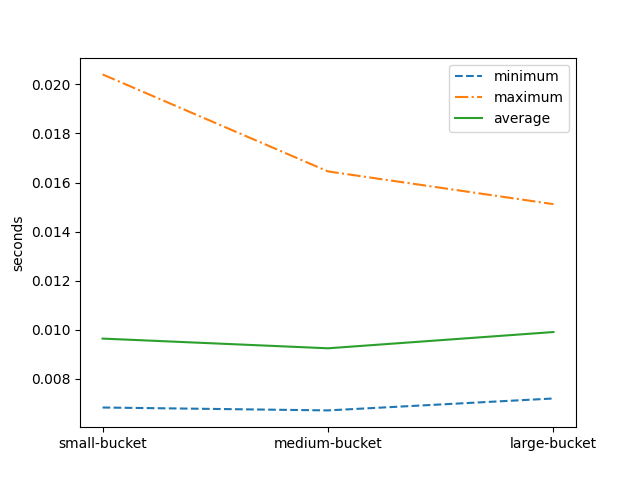 minimum
maximum
average
0.020
0.018
0.016
0.014
0.012
0.010
0.008
seconds
small-bucket
medium-bucket
large-bucket